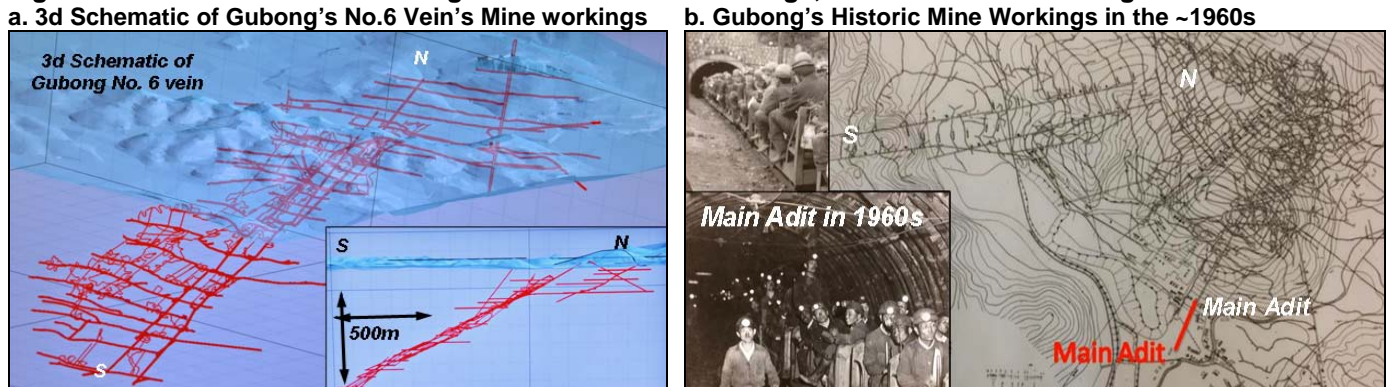 a. 3d Schematic of Gubong's No.6 Vein's Mine workings
b. Gubong's Historic Mine Workings in the ~1960s
3d Schematic of
Gubong No. 6 vein
N
S
S
N
500m
S
N
Main Adit in 1960s
Main Adit
Main Adit